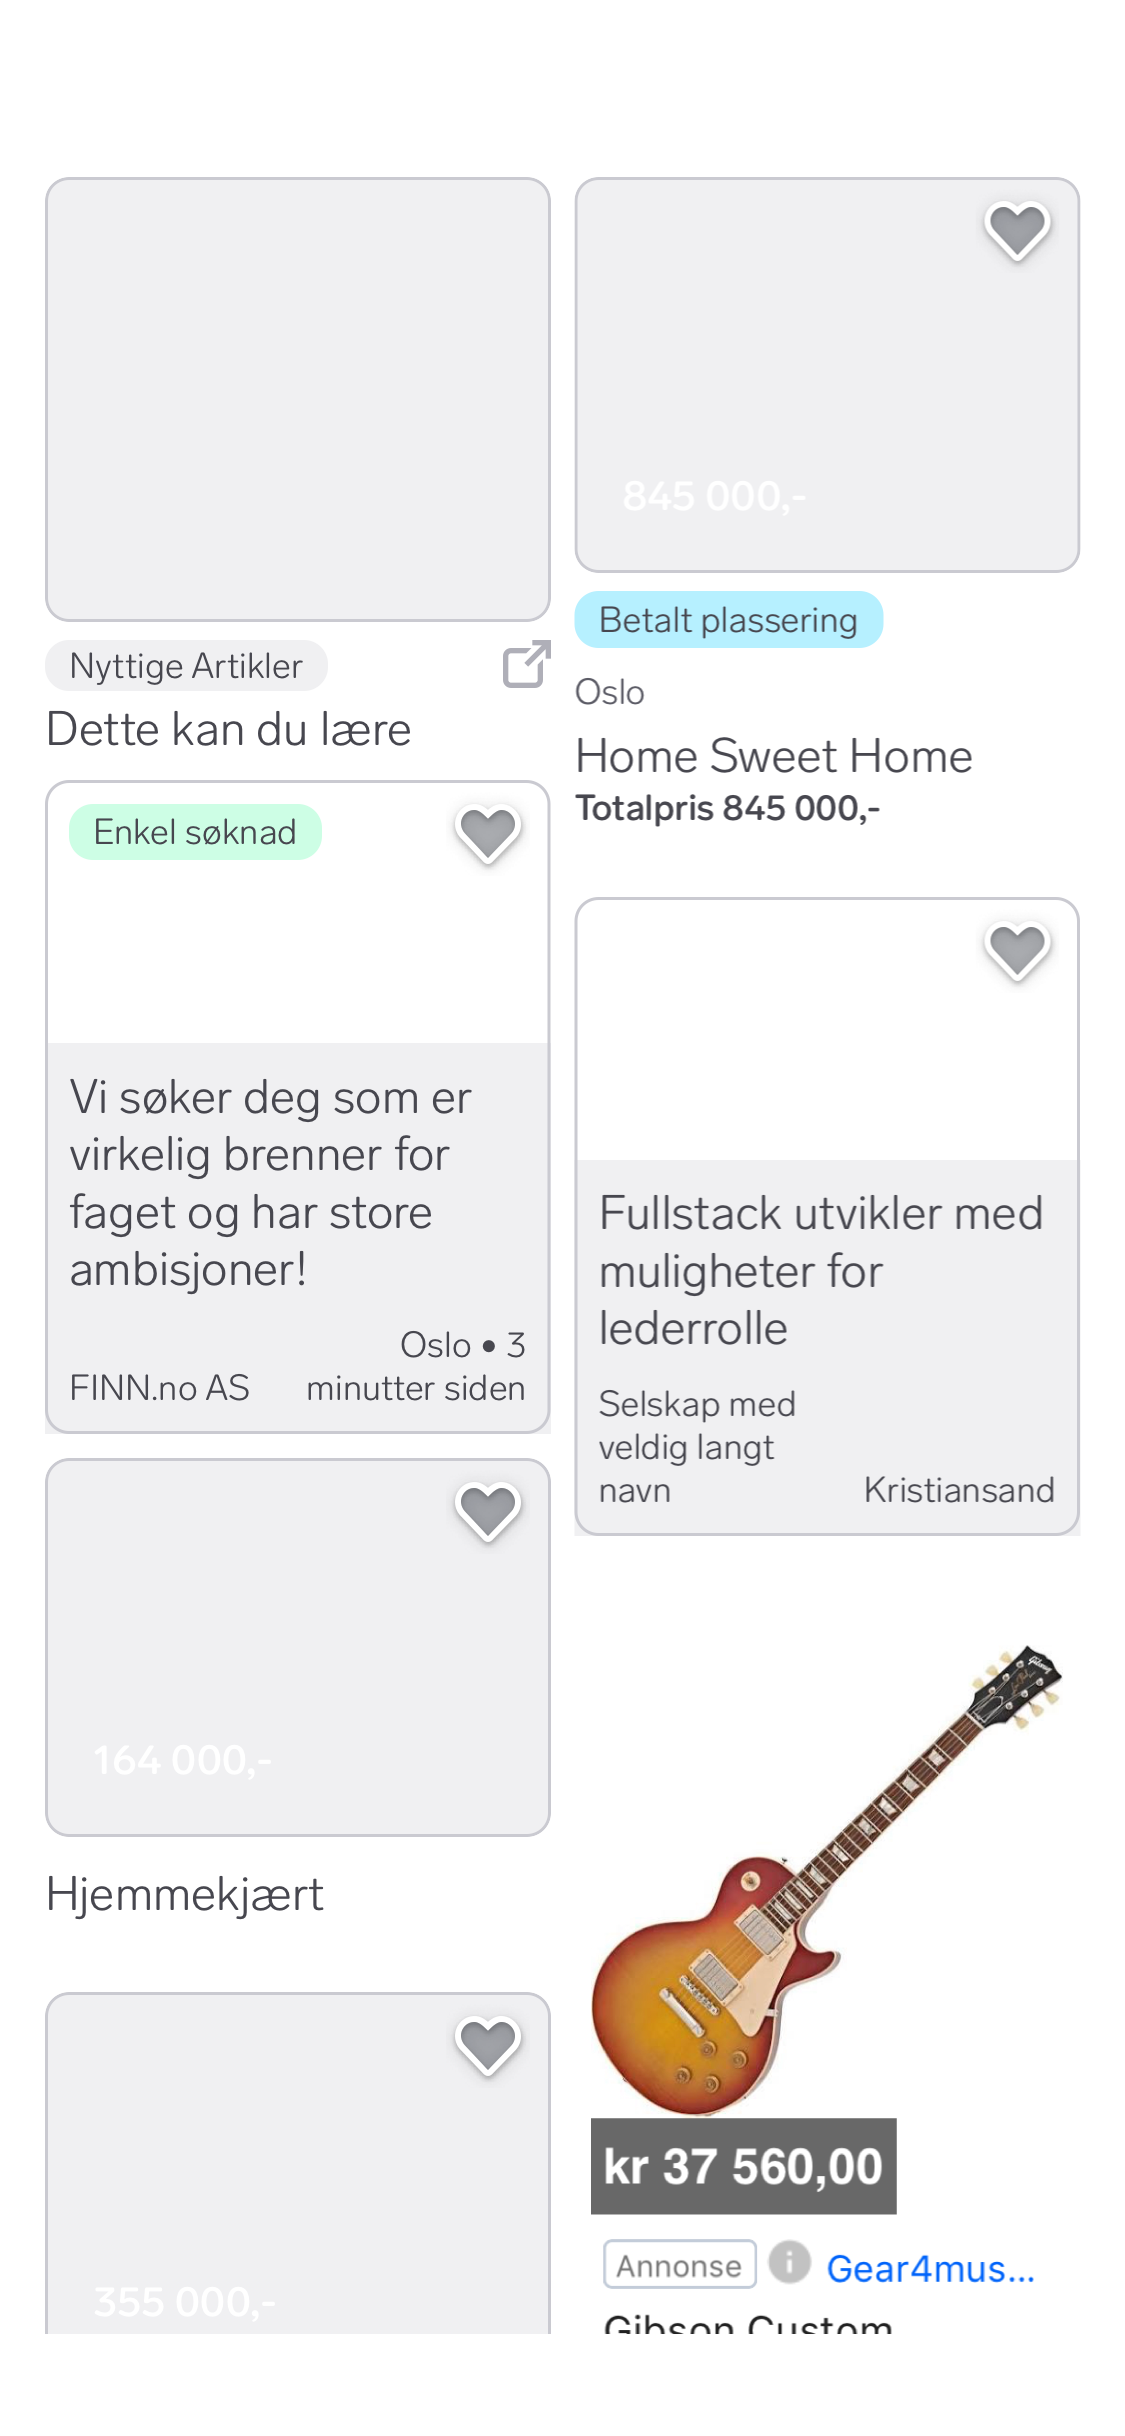 Nyttige Artikler
Dette kan du lære
Enkel søknad
Vi søker deg som er
virkelig brenner for
faget og har store
ambisjoner!
Oslo • 3
FINN.no AS minutter siden
164 000,-
Hjemmekjært
355 000,-
845 000,-
Betalt plassering
Oslo
Home Sweet Home
Totalpris 845 000,-
Fullstack utvikler med
muligheter for
lederrolle
Selskap med
veldig langt
navn Kristiansand
Gibson
kr 37 560,00
Annonse Gear4mus...
Gibson Custom